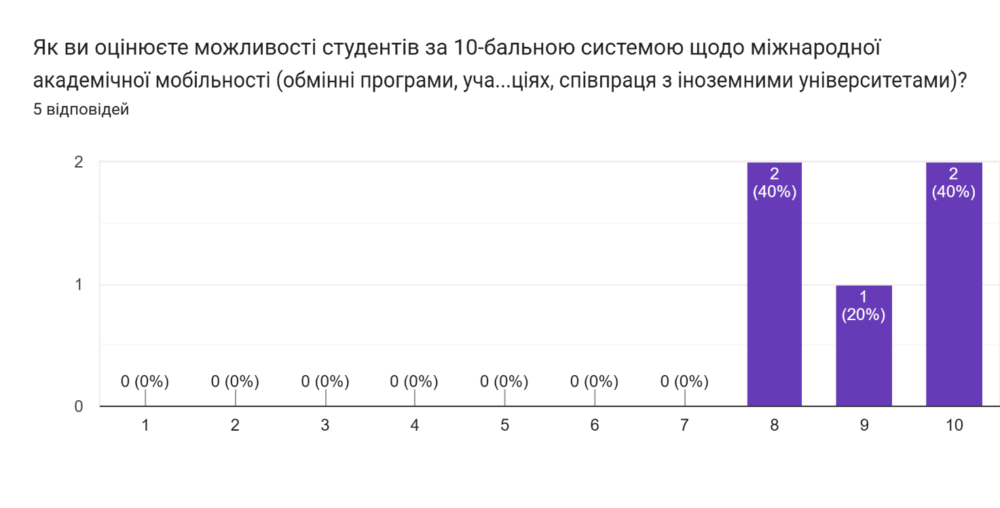 Як ви оцінюєте можливості студентів за 10-бальною системою щодо міжнародної
академічної мобільності (обмінні програми, уча...ціях, співпраця з іноземними університетами)?
5 відповідей
2
1
0
0 (0%) 0 (0%) 0 (0%) 0 (0%) 0 (0%) 0 (0%) 0 (0%)
2
(40%)
1
(20%)
2
(40%)
1 2 3 4 5 6 7 8 9 10